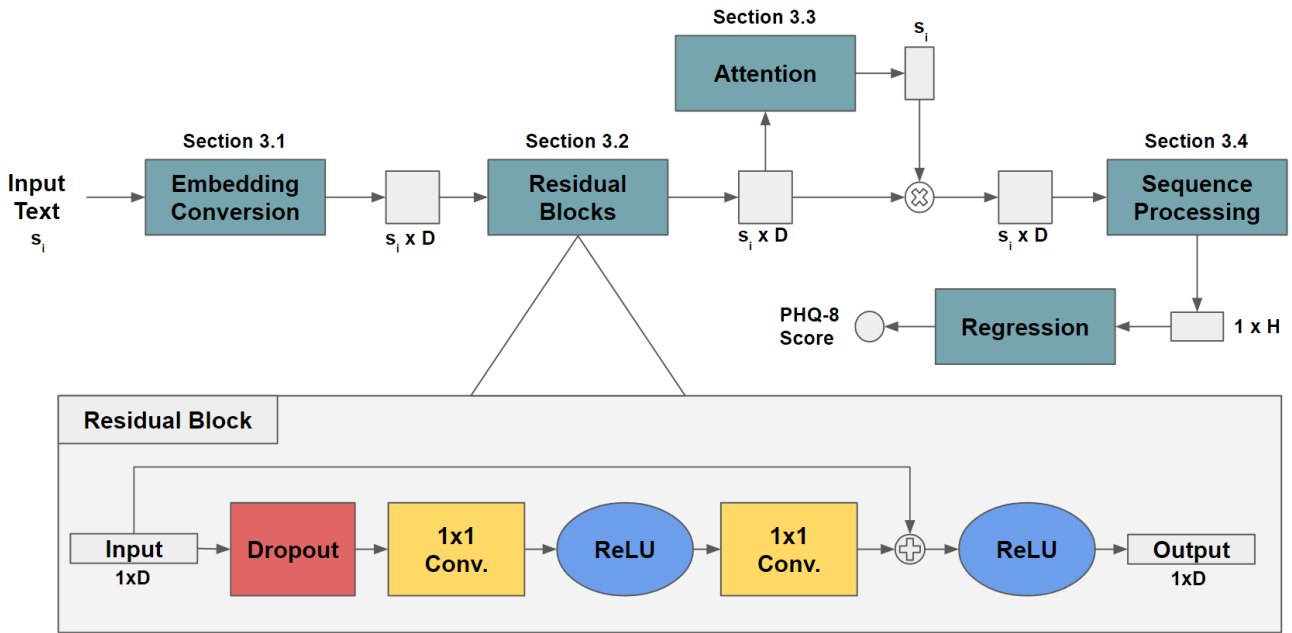 Section 3.3
s_i
Attention
Section 3.1
Section 3.2
Section 3.4
Input
Text
s_i
Embedding
Conversion
s_i x D
Residual
Blocks
s_i x D
s_i x D
Sequence
Processing
PHQ-8
Score
Regression
1 x H
Residual Block
Input
1xD
Dropout
1x1
Conv.
ReLU
1x1
Conv.
ReLU
Output
1xD